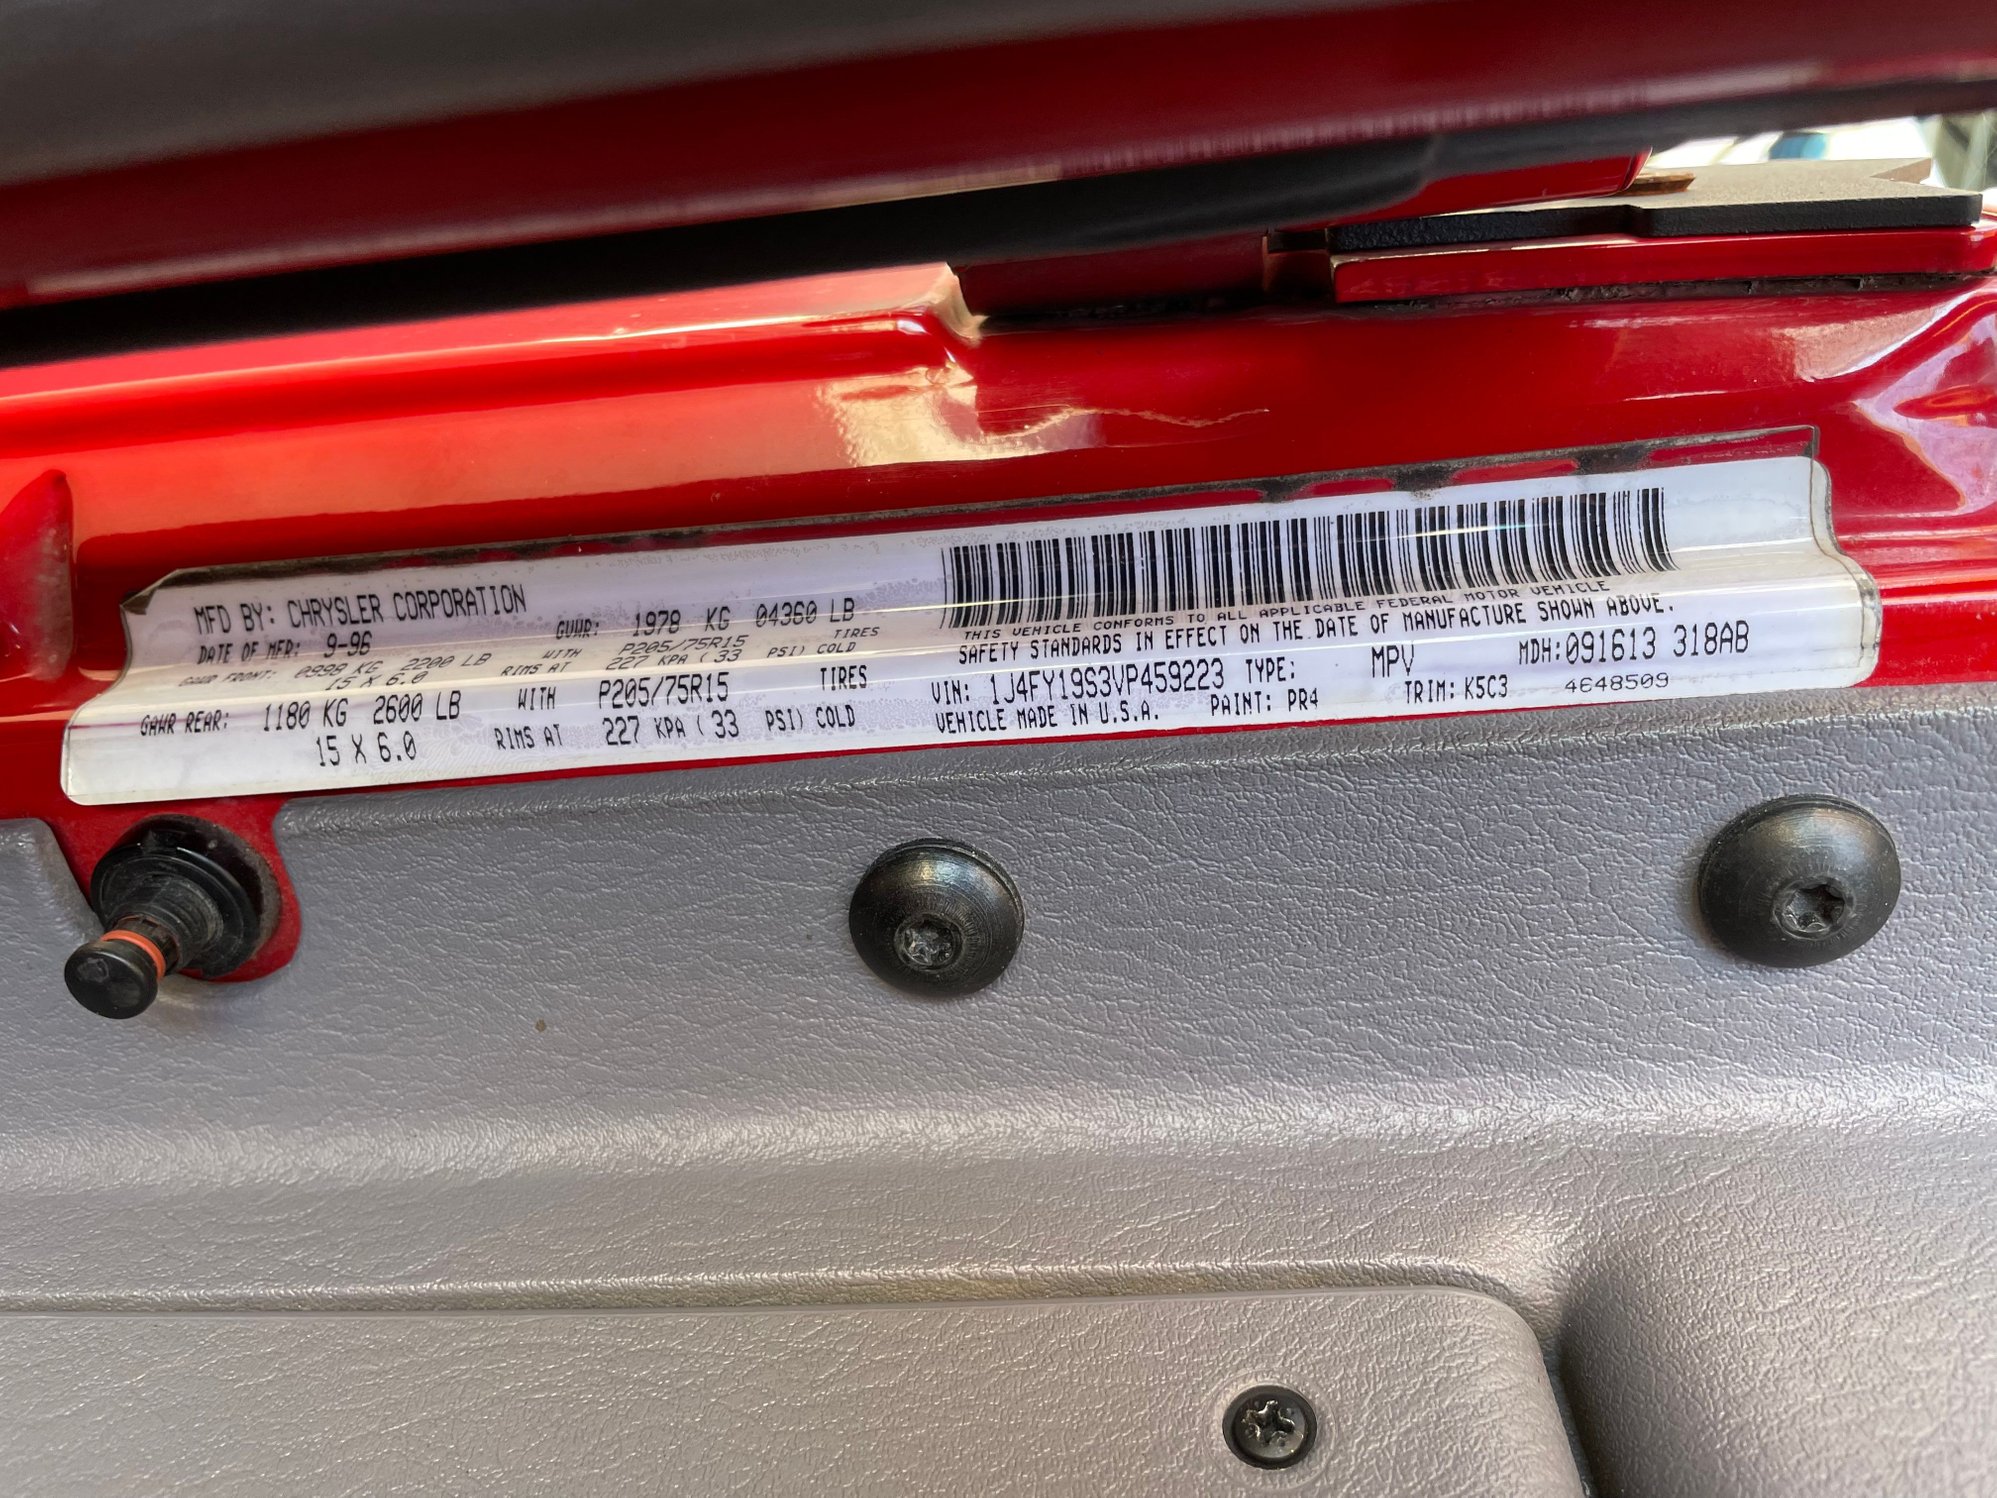 MFD BY: CHRYSLER CORPORATION
DATE OF MFR: 9-96 GVWR: 1978 KG 04360 LB
GAWR FRONT: 0998 KG 2200 LB WITH P205/75R15 TIRES
15 X 6.0 RIMS AT 227 KPA ( 33 PSI) COLD
GAWR REAR: 1180 KG 2600 LB WITH P205/75R15 TIRES
15 X 6.0 RIMS AT 227 KPA ( 33 PSI) COLD
THIS VEHICLE CONFORMS TO ALL APPLICABLE FEDERAL MOTOR VEHICLE
SAFETY STANDARDS IN EFFECT ON THE DATE OF MANUFACTURE SHOWN ABOVE.
VIN: 1J4FY19S3VP459223 TYPE: MPV MDH:091613 318AB
VEHICLE MADE IN U.S.A. PAINT: PR4 TRIM: K5C3 4648509